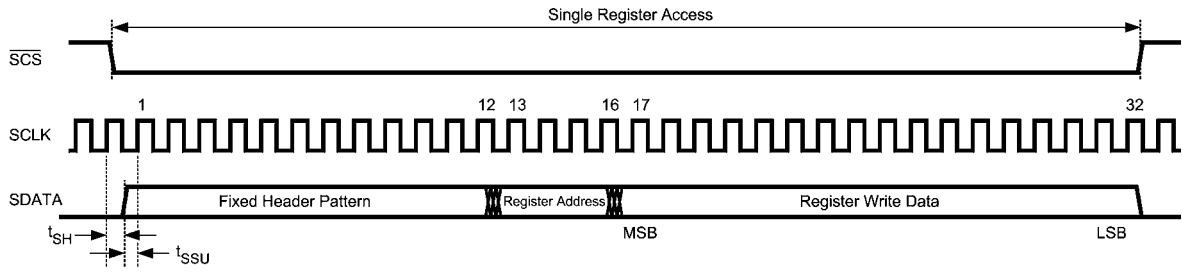 Single Register Access
SCS
1 12 13 16 17 32
SCLK
SDATA Fixed Header Pattern Register Address Register Write Data
tSH MSB LSB
tSSU